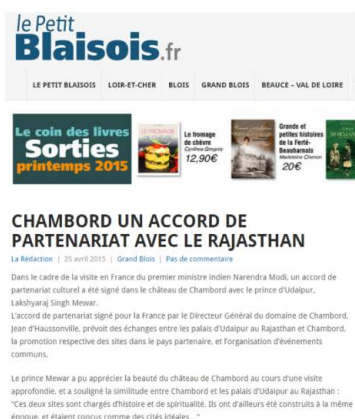 le Petit
Blaisois.fr
LE PETIT BLAISOIS LOIR-ET-CHER BLOIS GRAND BLOIS BEAUCE – VAL DE LOIRE
Le coin des livres
Sorties
printemps 2015
Le fromage
de chèvre
12,90€
Grande et
petites histoires
de la Ferté-
Beauharnais
20€
CHAMBORD UN ACCORD DE
PARTENARIAT AVEC LE RAJASTHAN
La Rédaction | 25 avril 2015 | Grand Blois | Pas de commentaire
Dans le cadre de la visite en France du premier ministre indien Narendra Modi, un accord de
partenariat culturel a été signé dans le château de Chambord avec le prince d'Udaipur,
Lakshyaraj Singh Mewar.
L'accord de partenariat signé pour la France par le Directeur Général du domaine de Chambord,
Jean d'Haussonville, prévoit des échanges entre les palais d'Udaipur au Rajasthan et Chambord,
la promotion respective des sites dans le pays partenaire, et l'organisation d'événements
communs.
Le prince Mewar a pu apprécier la beauté du château de Chambord au cours d'une visite
approfondie, et a souligné la similitude entre Chambord et les palais d'Udaipur au Rajasthan :
"Ces deux sites sont chargés d'histoire et de spiritualité. Ils ont d'ailleurs été construits à la même
époque, et étaient conçus comme des cités idéales..."